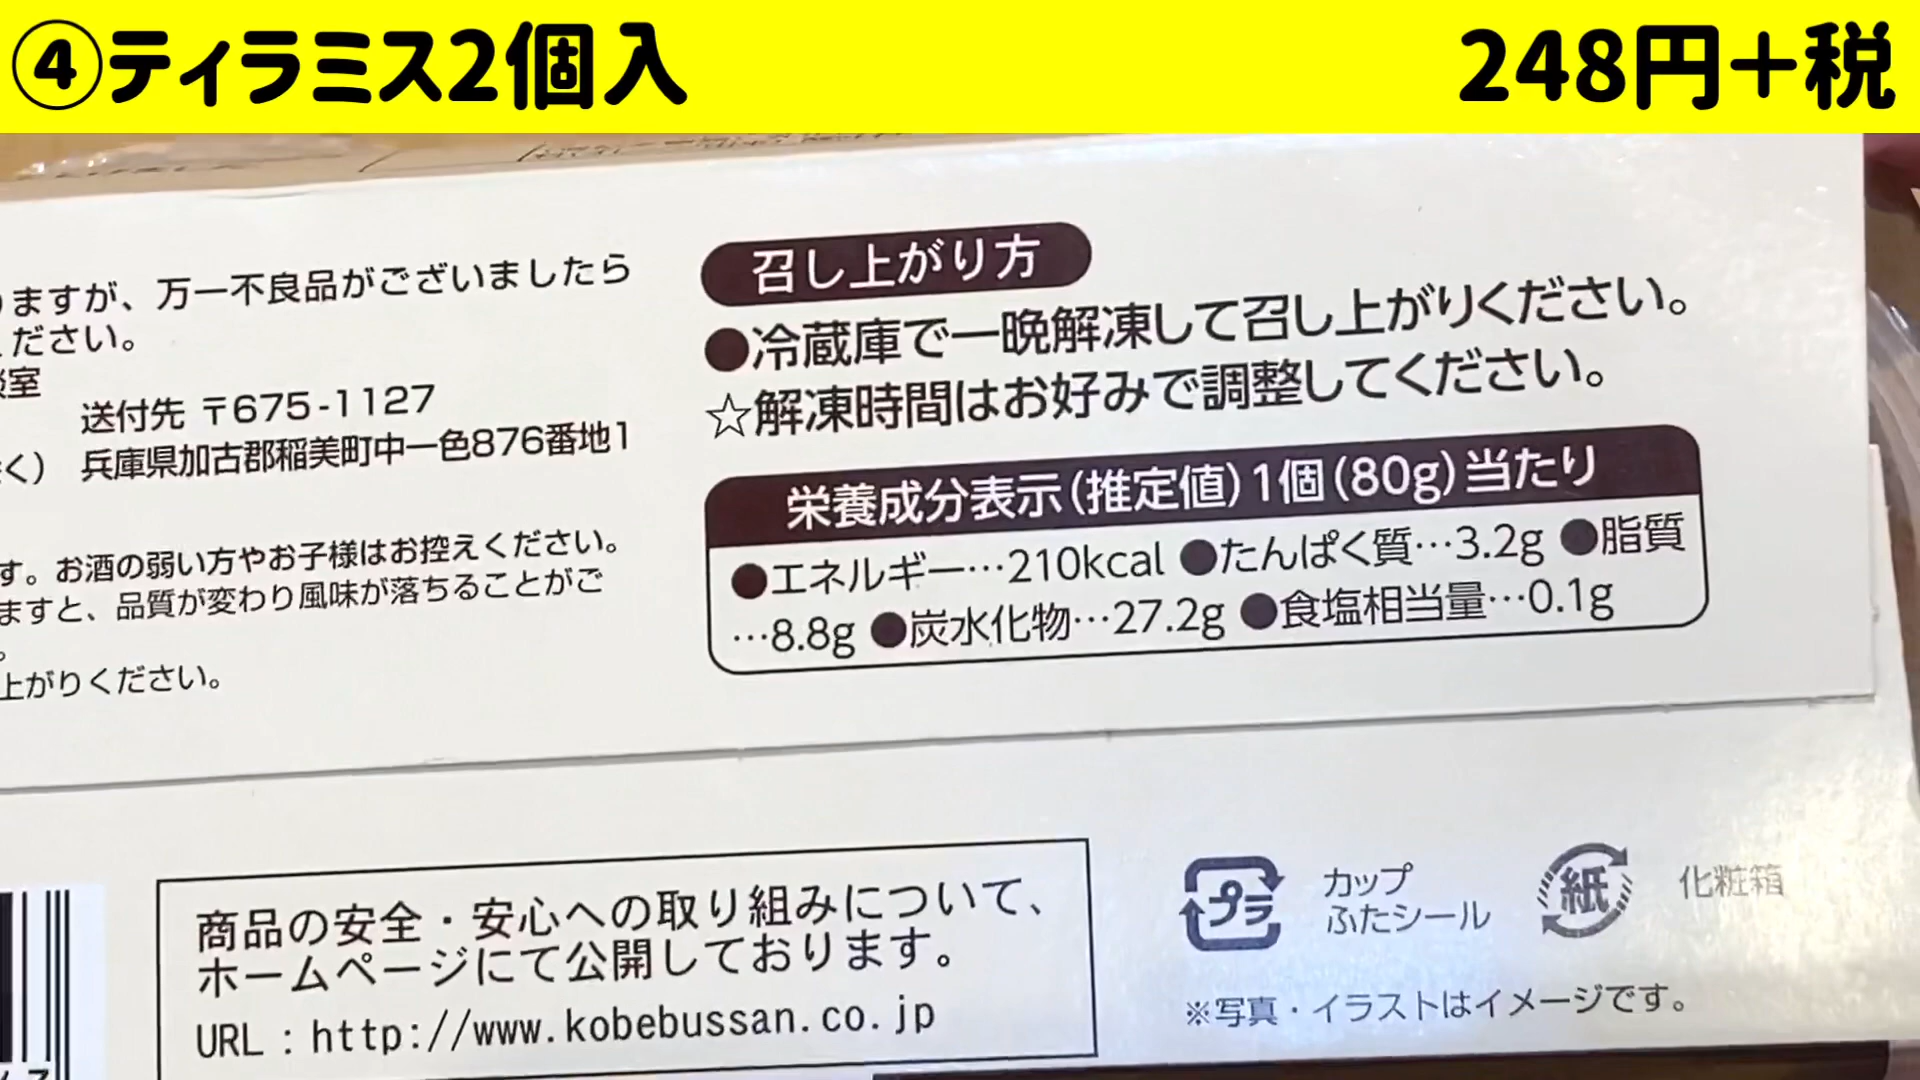 ④ティラミス2個入 248円+税
ますが、万一不良品がございましたら
ださい。
室
送付先 〒675-1127
く) 兵庫県加古郡稲美町中一色876番地1
す。お酒の弱い方やお子様はお控えください。
ますと、品質が変わり風味が落ちることがご
。
上がりください。
召し上がり方
●冷蔵庫で一晩解凍して召し上がりください。
☆解凍時間はお好みで調整してください。
栄養成分表示(推定値)1個(80g)当たり
●エネルギー…210kcal ●たんぱく質…3.2g ●脂質
…8.8g ●炭水化物…27.2g ●食塩相当量…0.1g
商品の安全・安心への取り組みについて、
ホームページにて公開しております。
URL:http://www.kobebussan.co.jp
プラ
カップ
ふたシール
紙
化粧箱
※写真・イラストはイメージです。